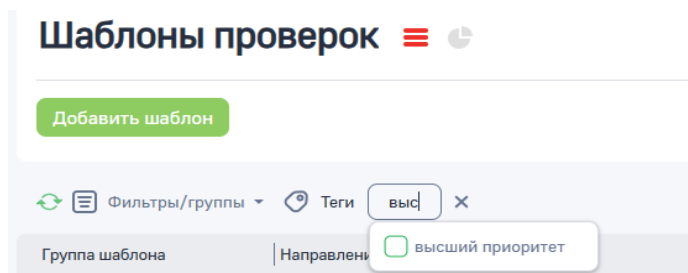 Шаблоны проверок
Добавить шаблон
Фильтры/группы Теги выс
высший приоритет
Группа шаблона Направлени